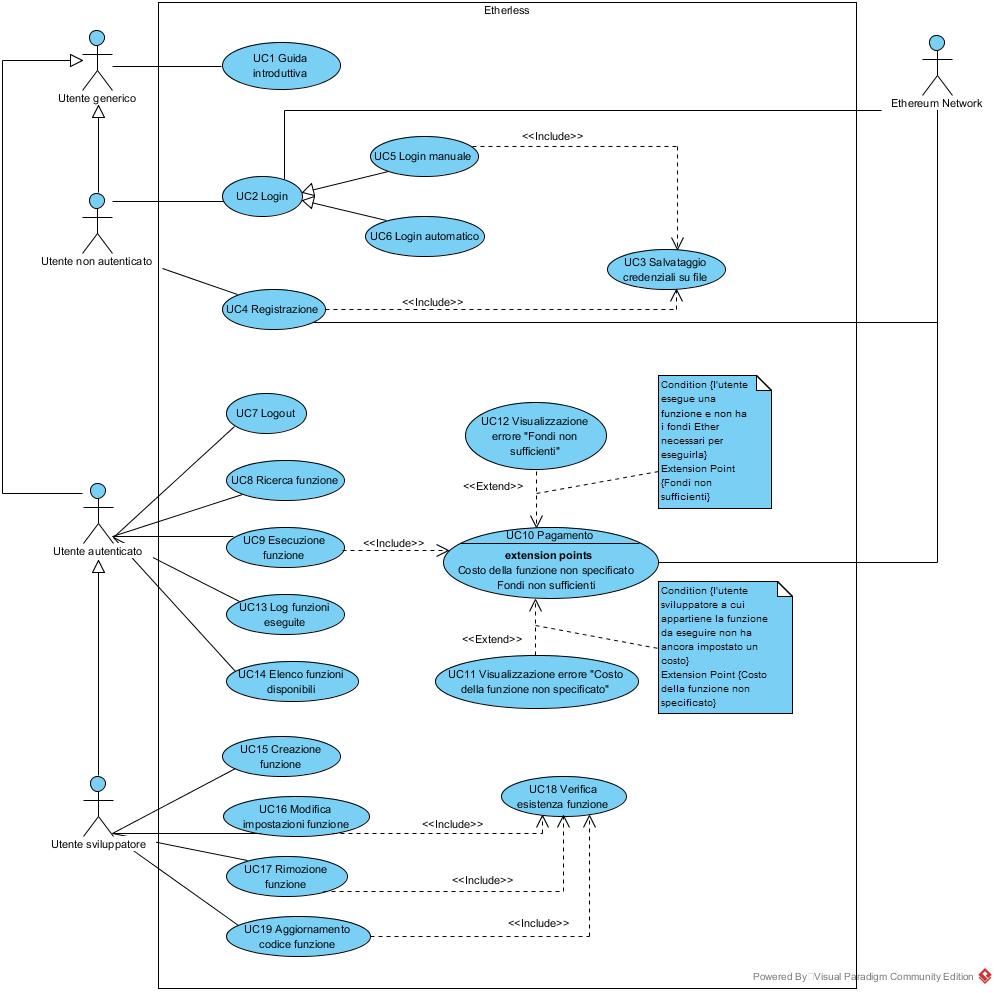 Etherless
UC1 Guida
introduttiva
Utente generico
Ethereum Network
<<Include>>
UC5 Login manuale
UC2 Login
UC6 Login automatico
Utente non autenticato
UC3 Salvataggio
credenziali su file
UC4 Registrazione
<<Include>>
UC7 Logout
UC12 Visualizzazione
errore "Fondi non
sufficienti"
Condition {l'utente
esegue una
funzione e non ha
i fondi Ether
necessari per
eseguirla}
Extension Point
{Fondi non
sufficienti}
UC8 Ricerca funzione
<<Extend>>
Utente autenticato
UC9 Esecuzione
funzione
<<Include>>
UC10 Pagamento
extension points
Costo della funzione non specificato
Fondi non sufficienti
UC13 Log funzioni
eseguite
<<Extend>>
Condition {l'utente
sviluppatore a cui
appartiene la funzione
da eseguire non ha
ancora impostato un
costo}
Extension Point {Costo
della funzione non
specificato}
UC14 Elenco funzioni
disponibili
UC11 Visualizzazione errore "Costo
della funzione non specificato"
UC15 Creazione
funzione
UC18 Verifica
esistenza funzione
UC16 Modifica
impostazioni funzione
<<Include>>
Utente sviluppatore
UC17 Rimozione
funzione
<<Include>>
UC19 Aggiornamento
codice funzione
<<Include>>
Powered By Visual Paradigm Community Edition